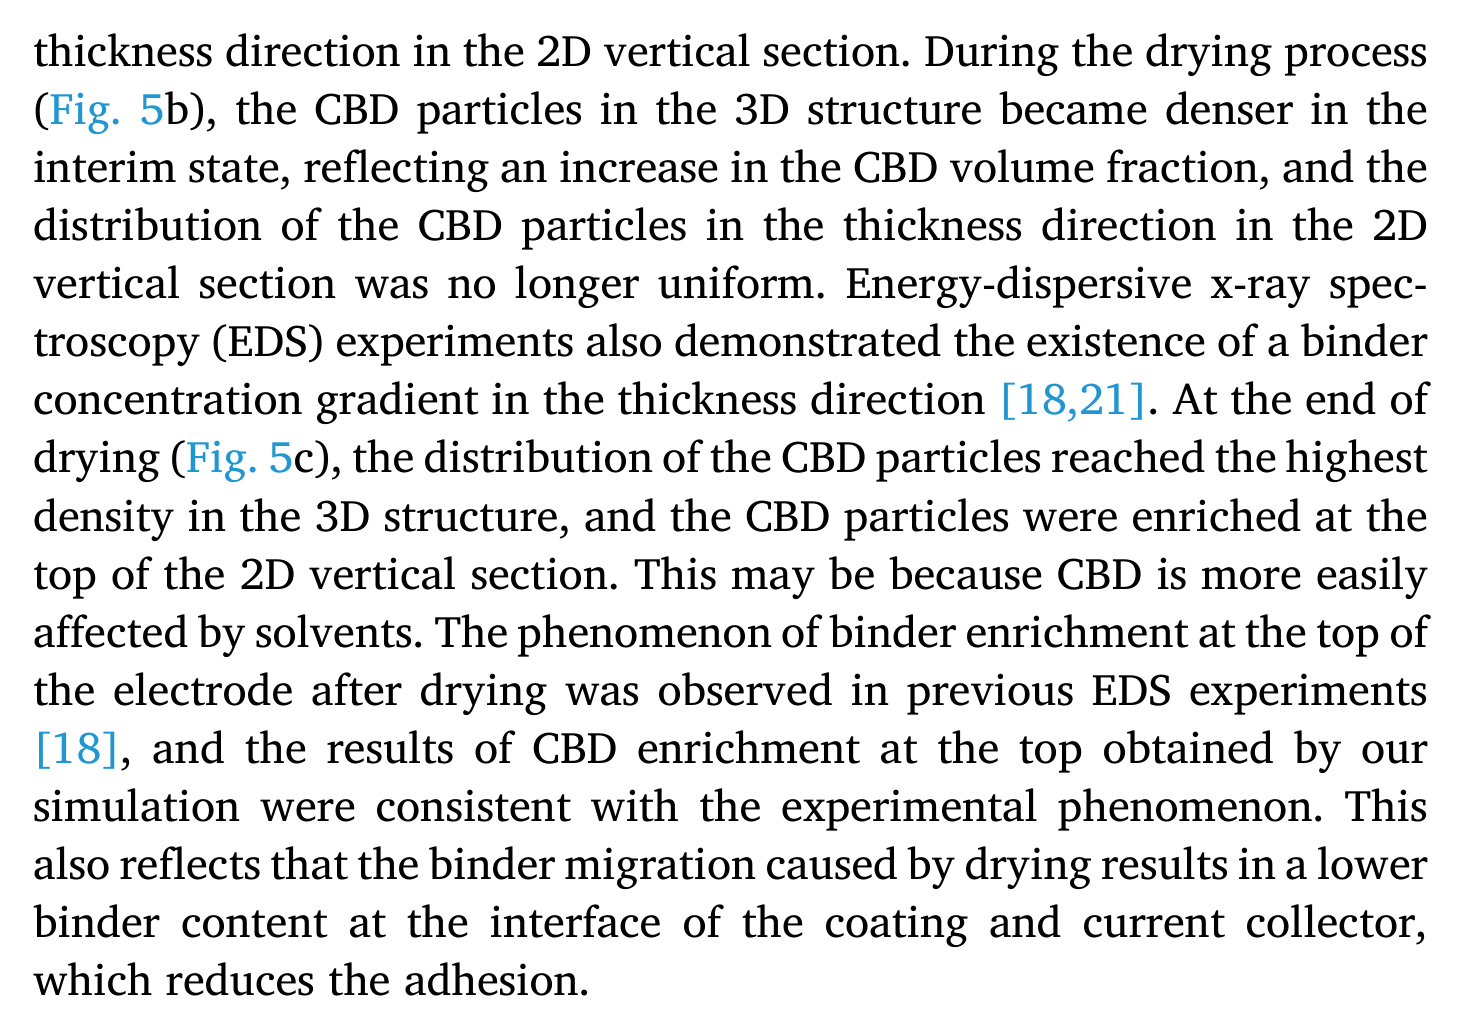 thickness direction in the 2D vertical section. During the drying process
(Fig. 5b), the CBD particles in the 3D structure became denser in the
interim state, reflecting an increase in the CBD volume fraction, and the
distribution of the CBD particles in the thickness direction in the 2D
vertical section was no longer uniform. Energy-dispersive x-ray spec-
troscopy (EDS) experiments also demonstrated the existence of a binder
concentration gradient in the thickness direction [18,21]. At the end of
drying (Fig. 5c), the distribution of the CBD particles reached the highest
density in the 3D structure, and the CBD particles were enriched at the
top of the 2D vertical section. This may be because CBD is more easily
affected by solvents. The phenomenon of binder enrichment at the top of
the electrode after drying was observed in previous EDS experiments
[18], and the results of CBD enrichment at the top obtained by our
simulation were consistent with the experimental phenomenon. This
also reflects that the binder migration caused by drying results in a lower
binder content at the interface of the coating and current collector,
which reduces the adhesion.